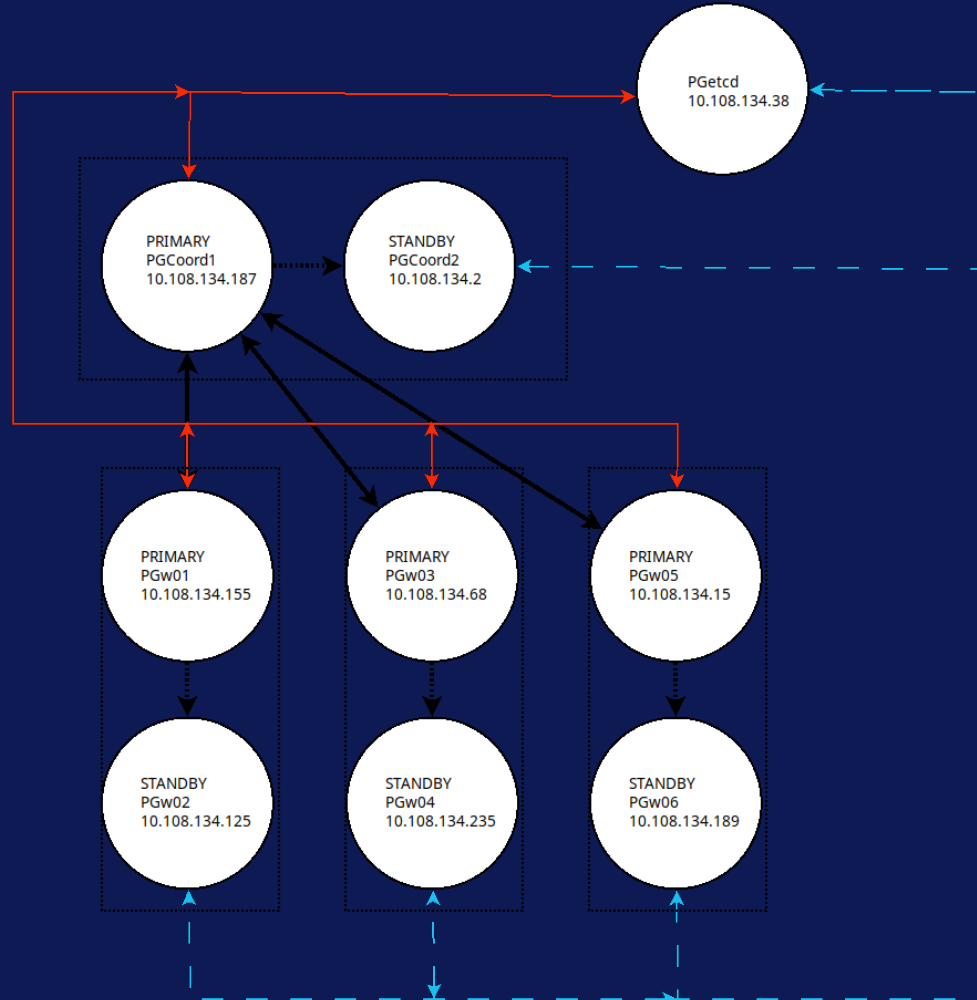 PGetcd
10.108.134.38
PRIMARY
PGCoord1
10.108.134.187
STANDBY
PGCoord2
10.108.134.2
PRIMARY
PGw01
10.108.134.155
PRIMARY
PGw03
10.108.134.68
PRIMARY
PGw05
10.108.134.15
STANDBY
PGw02
10.108.134.125
STANDBY
PGw04
10.108.134.235
STANDBY
PGw06
10.108.134.189